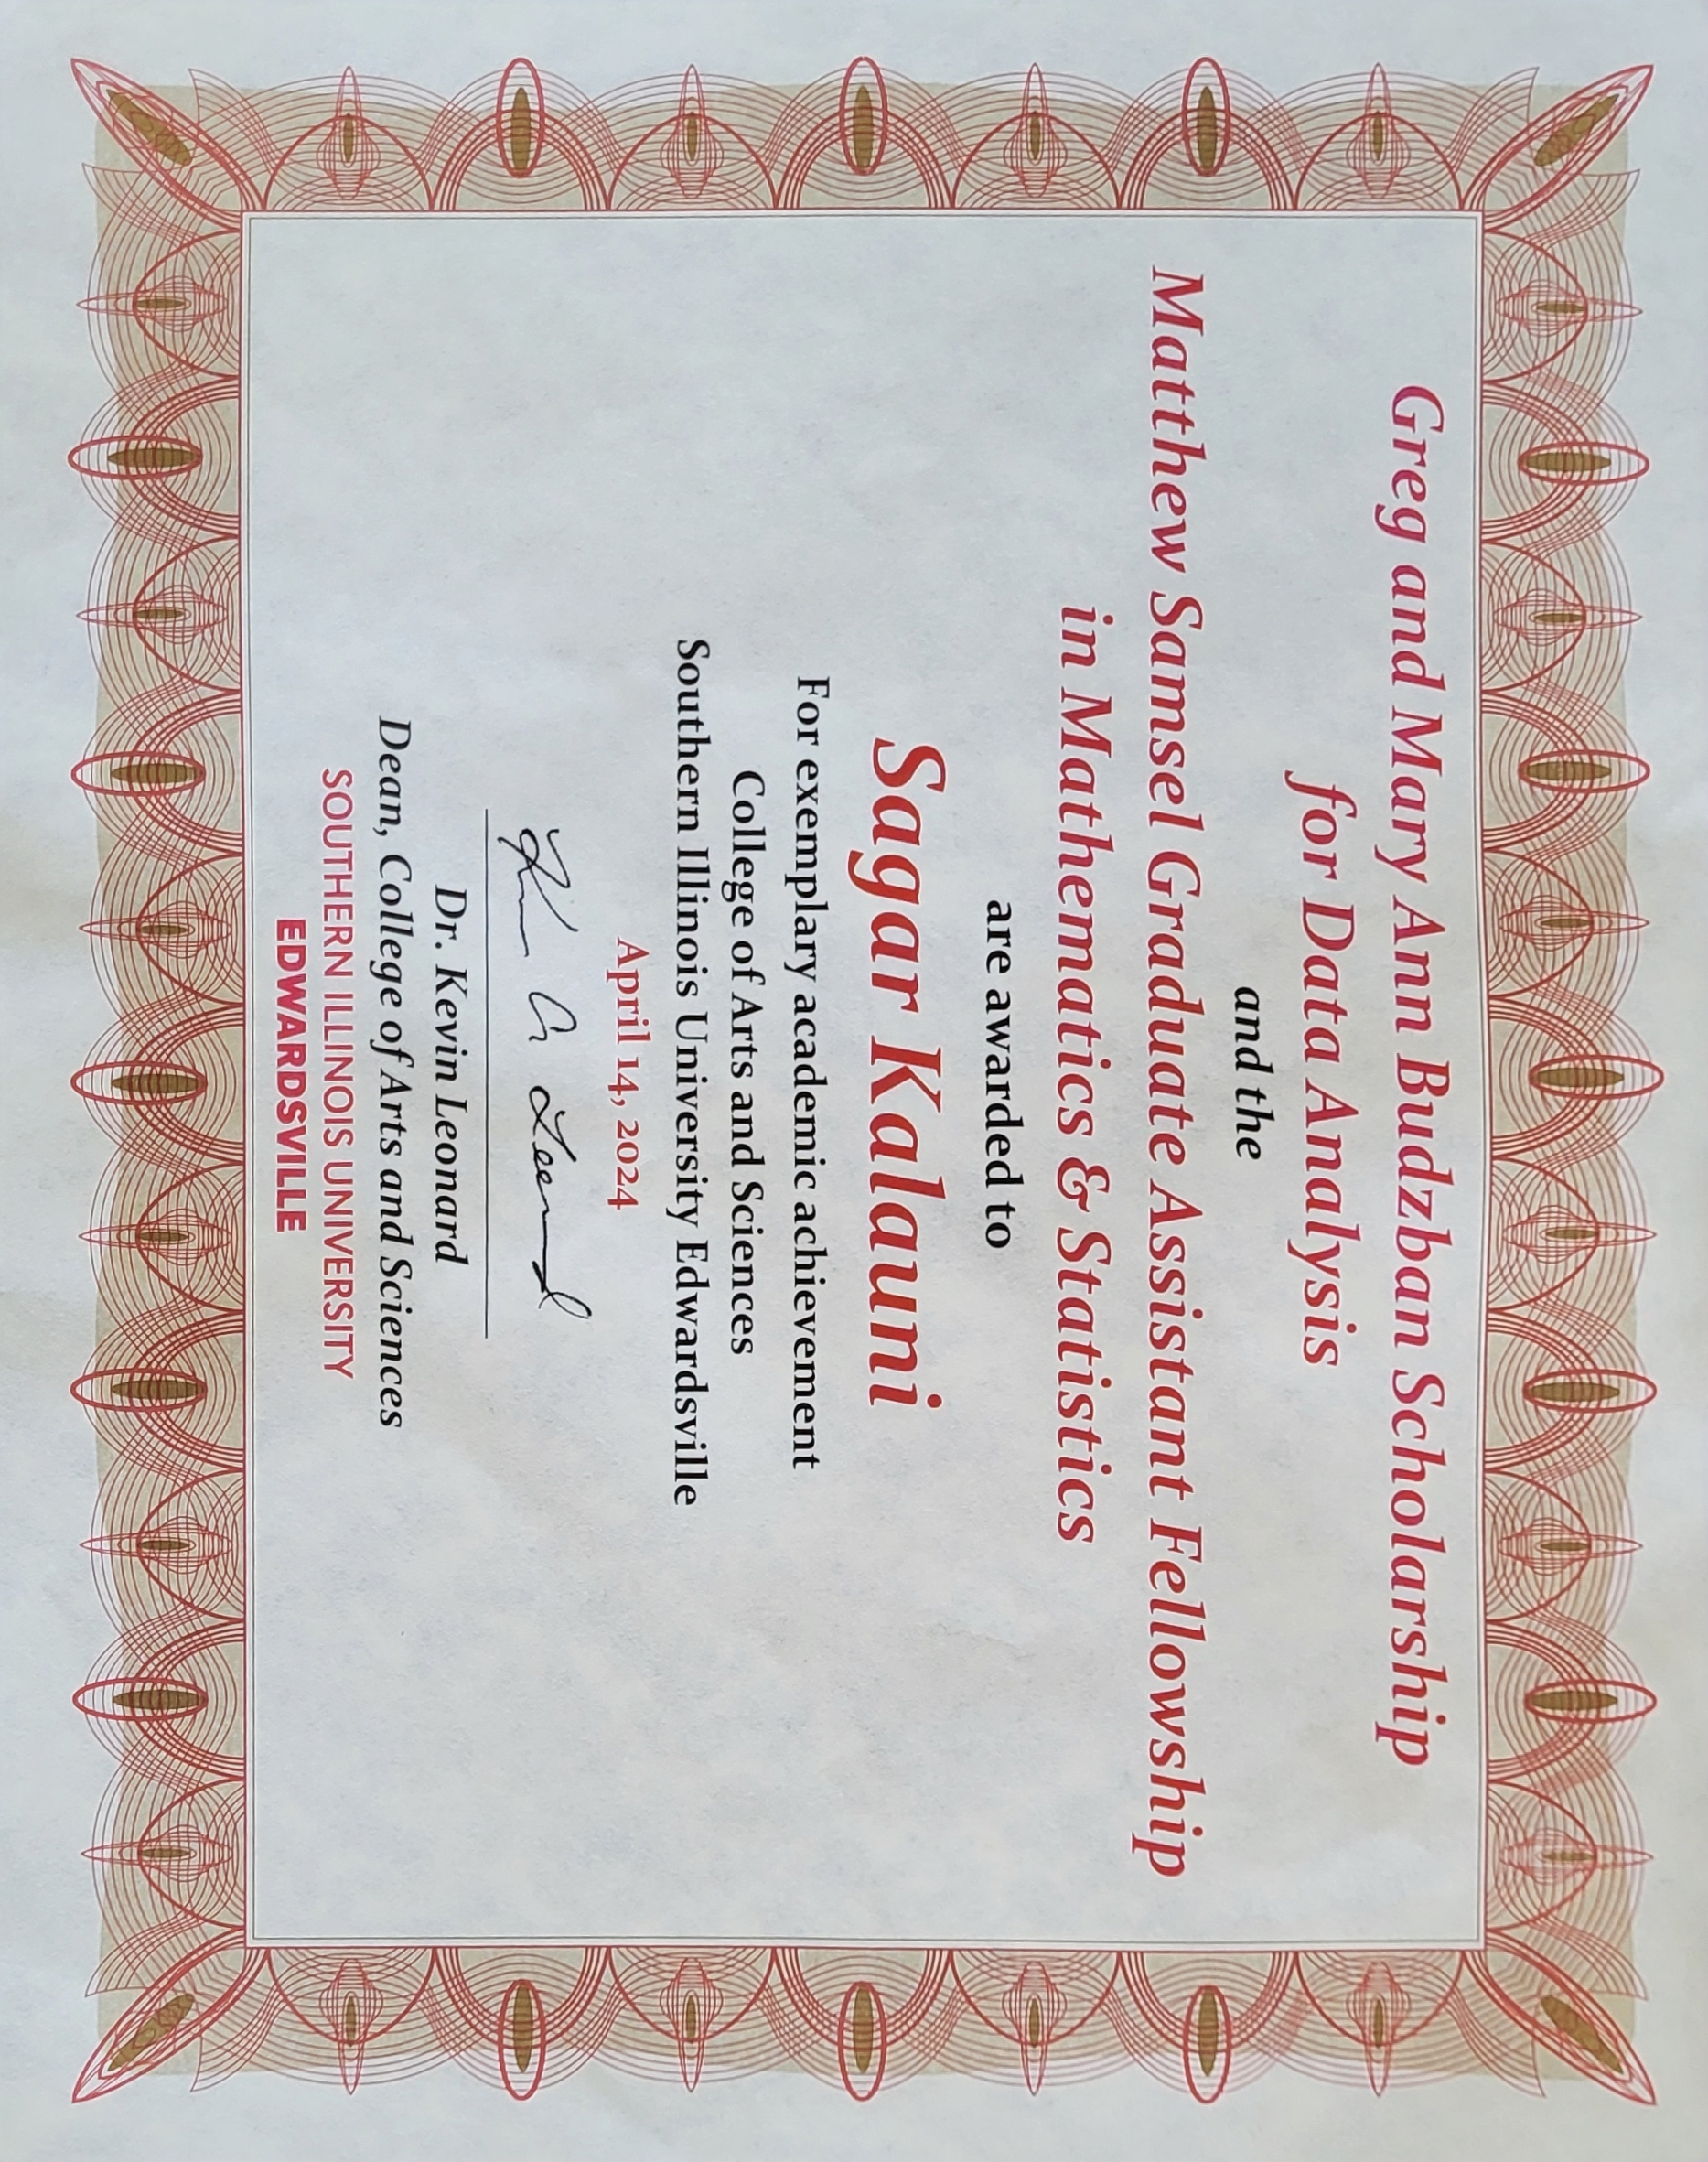 Greg and Mary Ann Budzban Scholarship
for Data Analysis
and the
Matthew Samsel Graduate Assistant Fellowship
in Mathematics & Statistics
are awarded to
Sagar Kalauni
For exemplary academic achievement
College of Arts and Sciences
Southern Illinois University Edwardsville
April 14, 2024
Dr. Kevin Leonard
Dean, College of Arts and Sciences
SOUTHERN ILLINOIS UNIVERSITY
EDWARDSVILLE